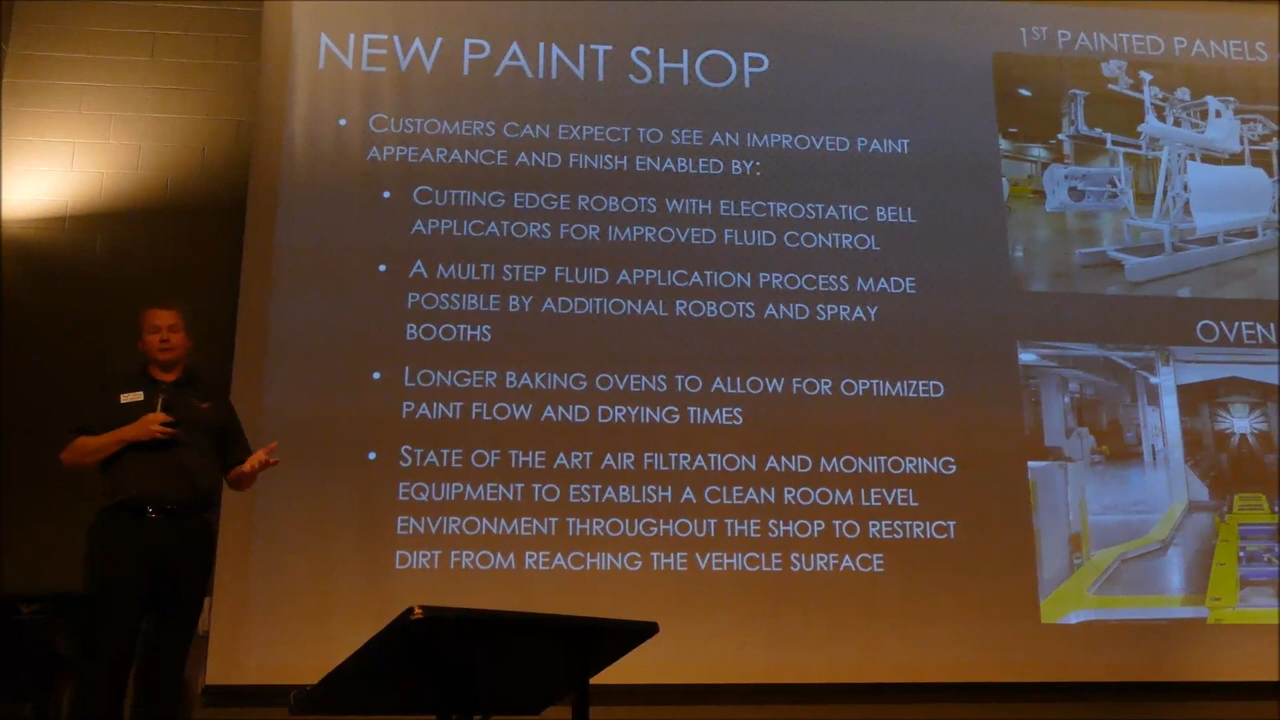 NEW PAINT SHOP
• CUSTOMERS CAN EXPECT TO SEE AN IMPROVED PAINT
APPEARANCE AND FINISH ENABLED BY:
• CUTTING EDGE ROBOTS WITH ELECTROSTATIC BELL
APPLICATORS FOR IMPROVED FLUID CONTROL
• A MULTI STEP FLUID APPLICATION PROCESS MADE
POSSIBLE BY ADDITIONAL ROBOTS AND SPRAY
BOOTHS
• LONGER BAKING OVENS TO ALLOW FOR OPTIMIZED
PAINT FLOW AND DRYING TIMES
• STATE OF THE ART AIR FILTRATION AND MONITORING
EQUIPMENT TO ESTABLISH A CLEAN ROOM LEVEL
ENVIRONMENT THROUGHOUT THE SHOP TO RESTRICT
DIRT FROM REACHING THE VEHICLE SURFACE
1ST PAINTED PANELS
OVEN